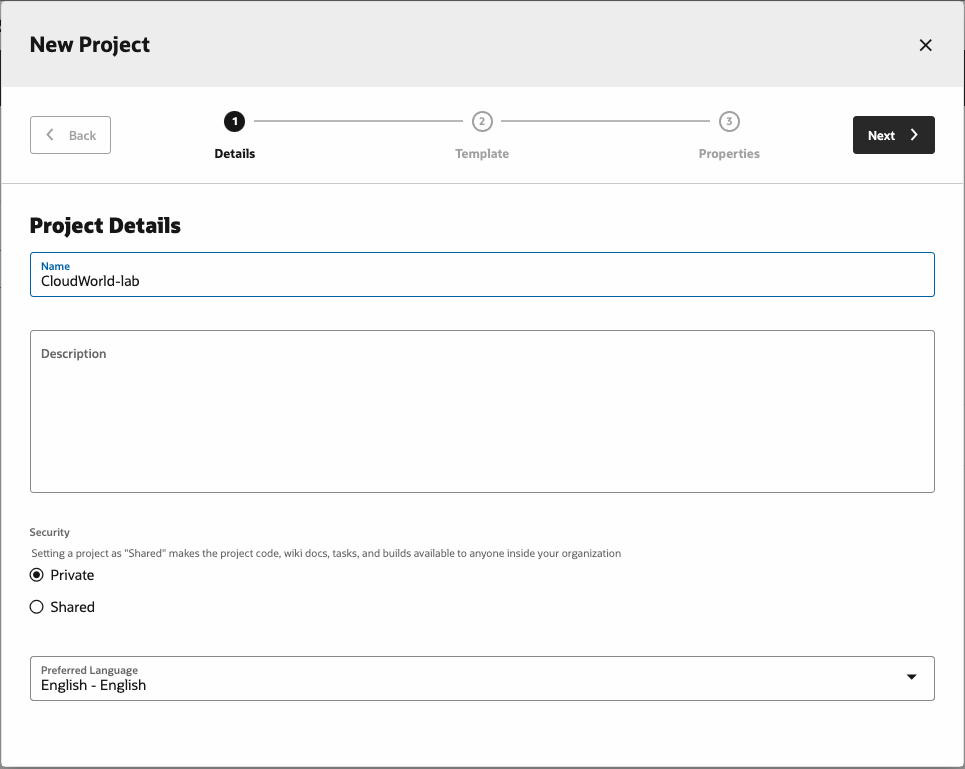 New Project
Back
1
2
3
Next
Details
Template
Properties
Project Details
Name
CloudWorld-lab
Description
Security
Setting a project as "Shared" makes the project code, wiki docs, tasks, and builds available to anyone inside your organization
Private
Shared
Preferred Language
English - English